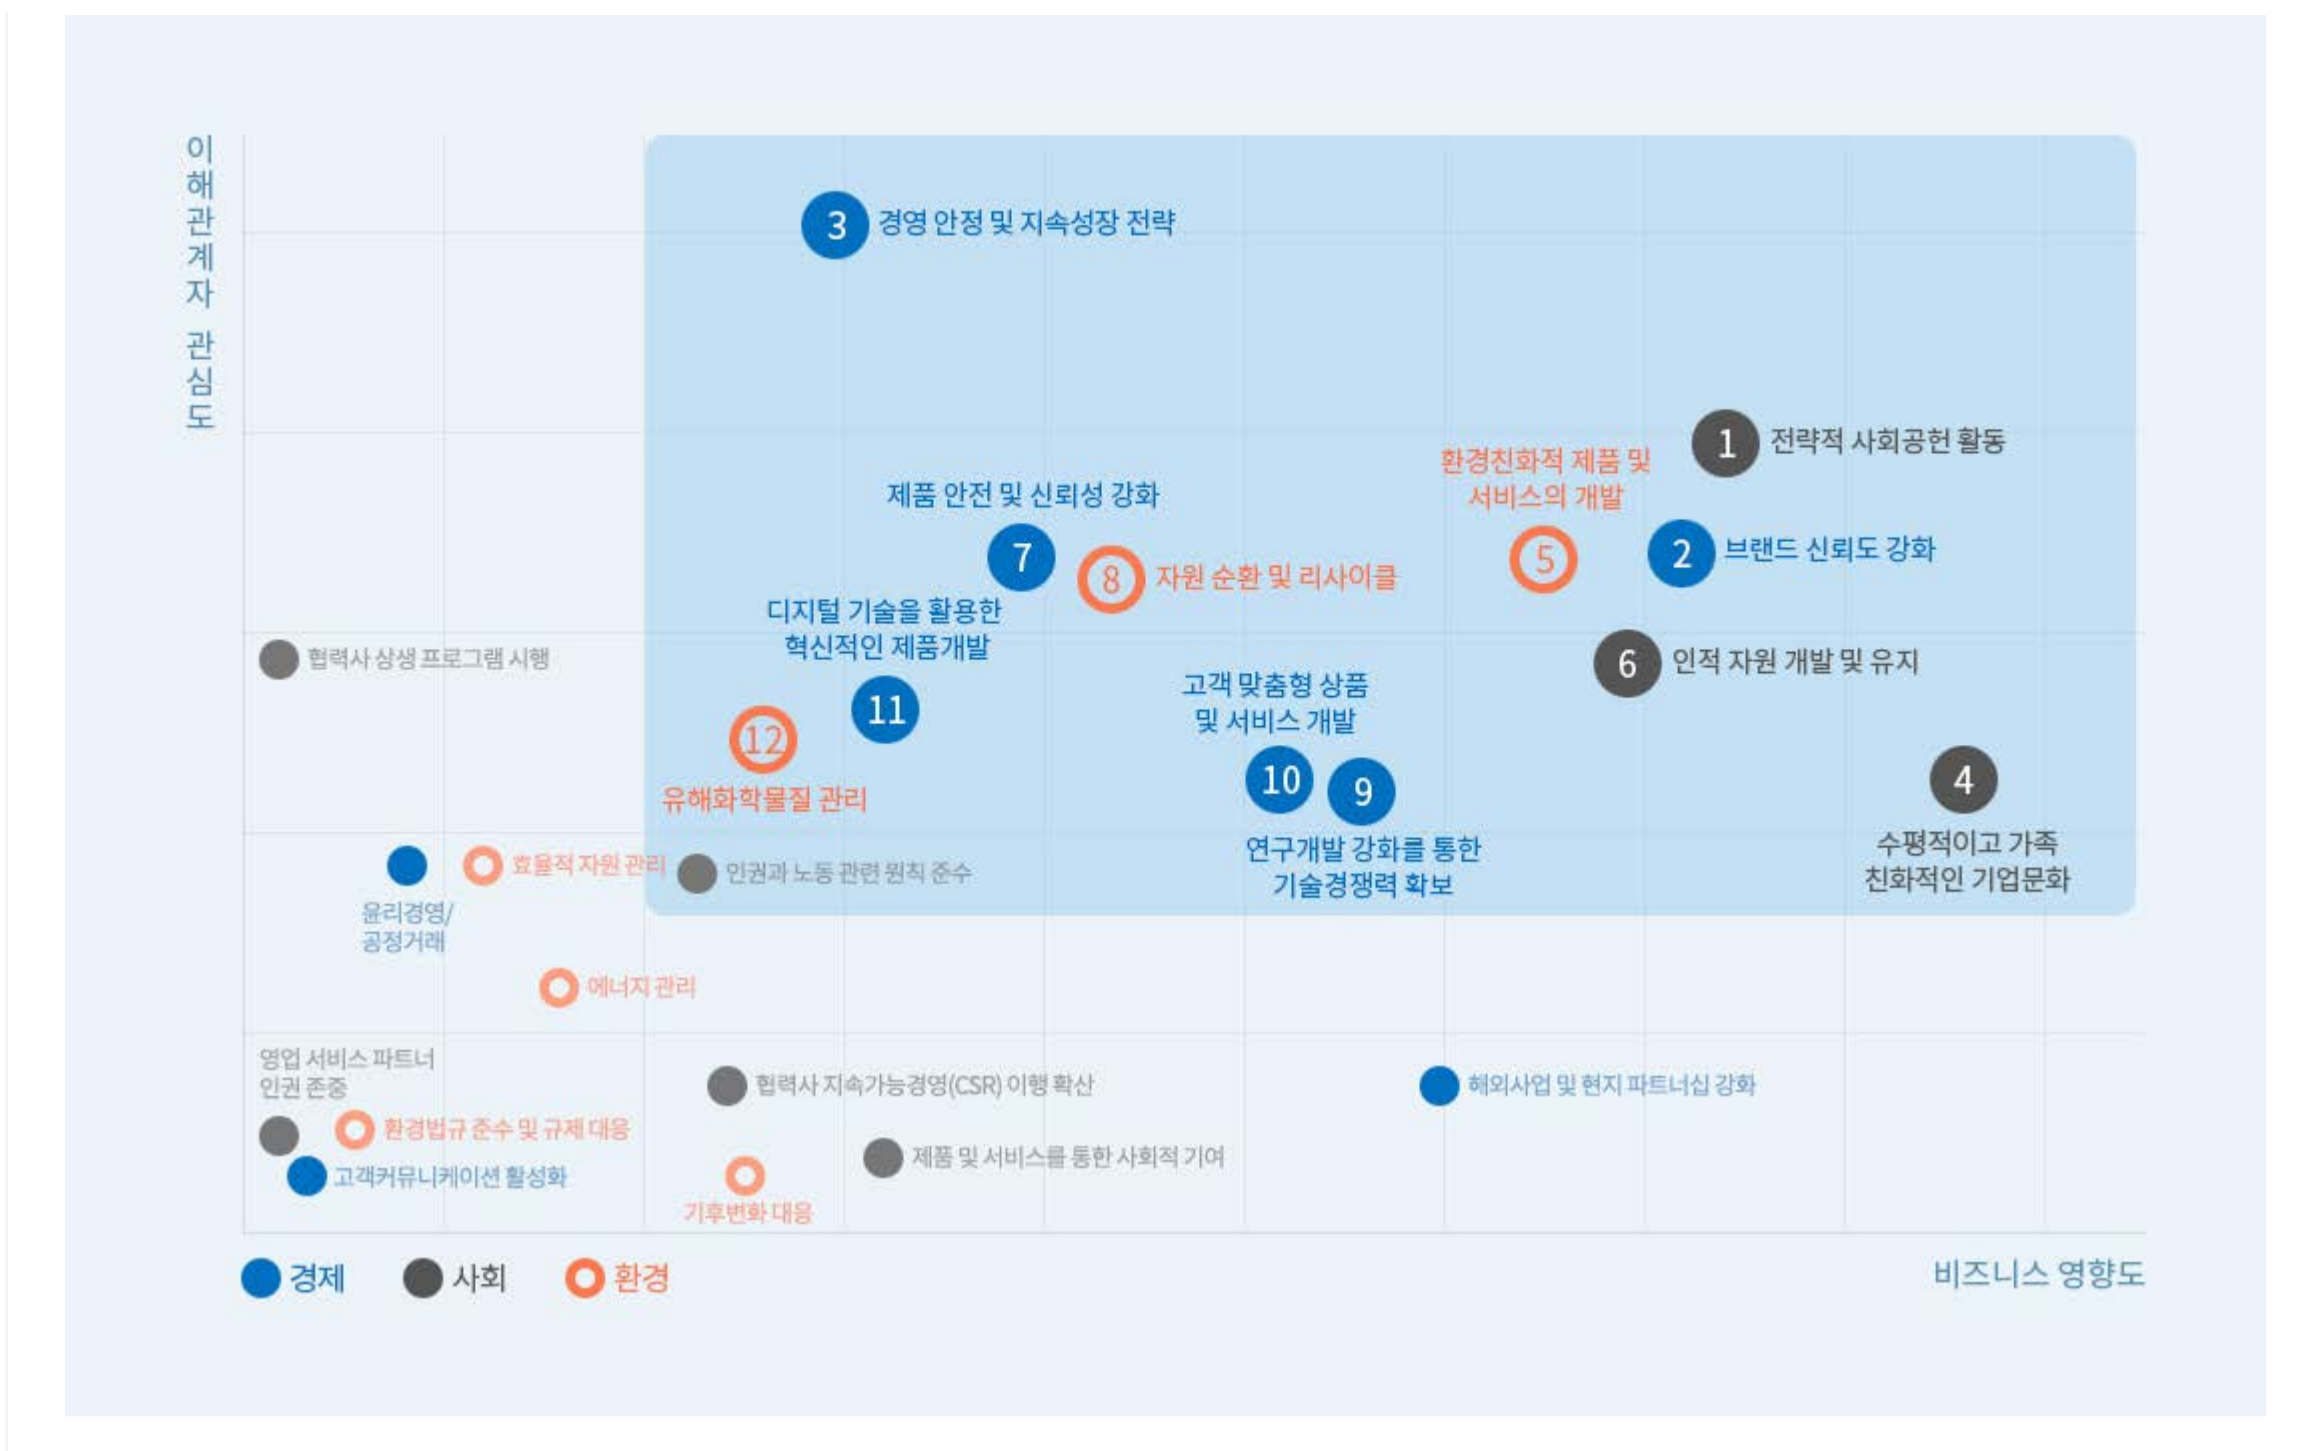 이해관계자 관심도
3 경영 안정 및 지속성장 전략
1 전략적 사회공헌 활동
환경친화적 제품 및
서비스의 개발
5
2 브랜드 신뢰도 강화
제품 안전 및 신뢰성 강화
7
8 자원 순환 및 리사이클
디지털 기술을 활용한
혁신적인 제품개발
11
협력사 상생 프로그램 시행
6 인적 자원 개발 및 유지
고객 맞춤형 상품
및 서비스 개발
10
9
연구개발 강화를 통한
기술경쟁력 확보
12
유해화학물질 관리
4
수평적이고 가족
친화적인 기업문화
윤리경영/
공정거래
효율적 자원 관리
인권과 노동 관련 원칙 준수
에너지 관리
영업 서비스 파트너
인권 존중
환경법규 준수 및 규제 대응
고객커뮤니케이션 활성화
협력사 지속가능경영(CSR) 이행 확산
해외사업 및 현지 파트너십 강화
제품 및 서비스를 통한 사회적 기여
기후변화 대응
경제
사회
환경
비즈니스 영향도